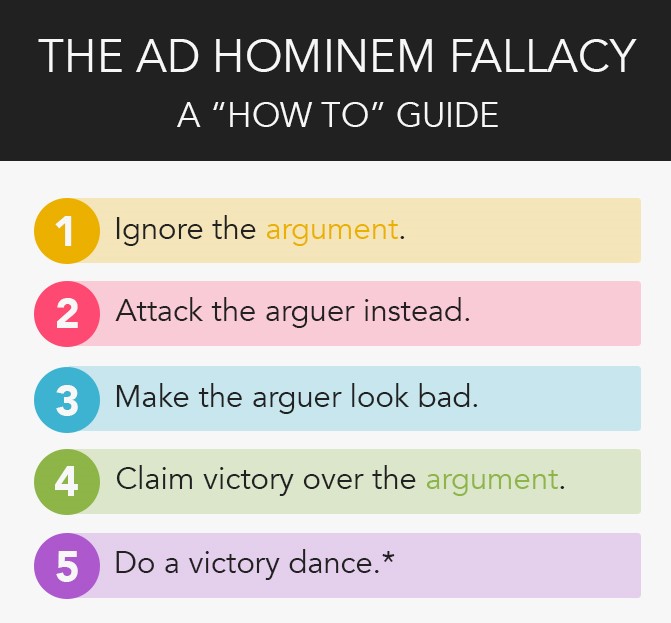 THE AD HOMINEM FALLACY
A “HOW TO” GUIDE
1 Ignore the argument.
2 Attack the arguer instead.
3 Make the arguer look bad.
4 Claim victory over the argument.
5 Do a victory dance.*